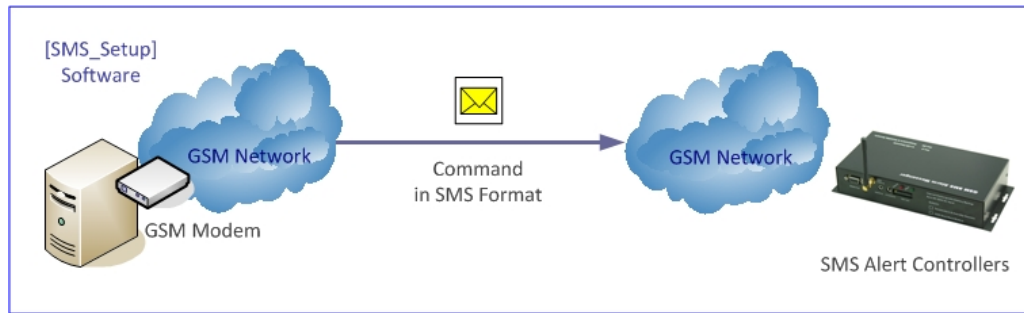 [SMS_Setup]
Software
GSM Network
GSM Modem
Command
in SMS Format
GSM Network
SMS Alert Controllers